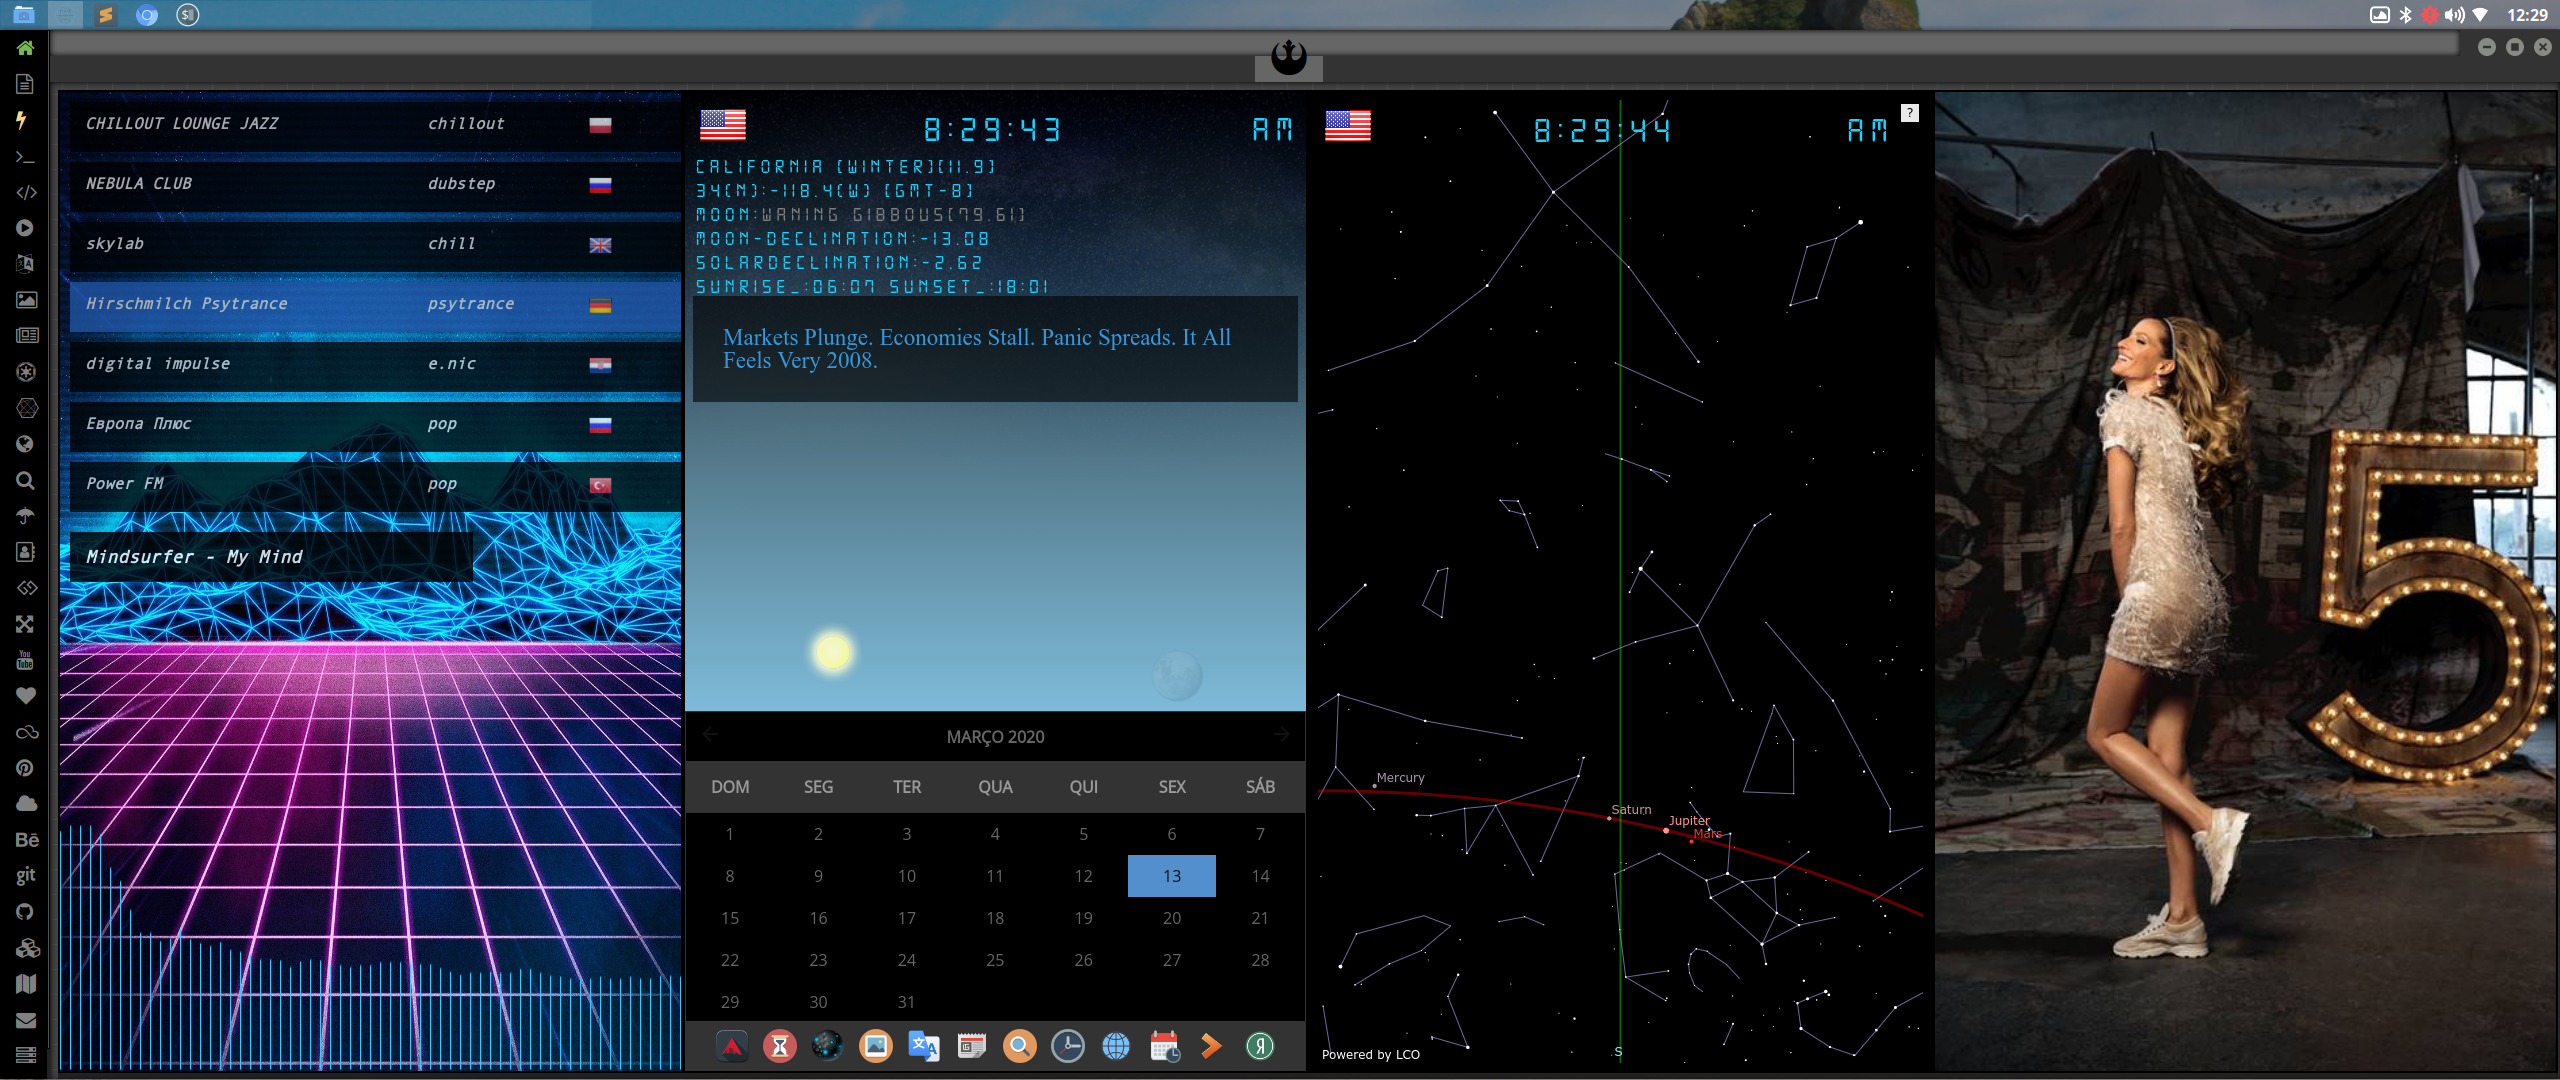 12:29
CHILLOUT LOUNGE JAZZ chillout
NEBULA CLUB dubstep
skylab chill
Hirschmilch Psytrance psytrance
digital impulse e.nic
Европа Плюс pop
Power FM pop
Mindsurfer - My Mind
You
Tube
Bē
git
8:29:43 AM
CALIFORNIA [WINTER][11.9]
34(N):-118.4(W) [GMT-8]
MOON:WANING GIBBOUS[79.61]
MOON-DECLINATION:-13.08
SOLARDECLINATION:-2.62
SUNRISE_:06:07 SUNSET_:18:01
Markets Plunge. Economies Stall. Panic Spreads. It All
Feels Very 2008.
MARÇO 2020
DOM SEG TER QUA QUI SEX SÁB
1 2 3 4 5 6 7
8 9 10 11 12 13 14
15 16 17 18 19 20 21
22 23 24 25 26 27 28
29 30 31
8:29:44 AM
?
Mercury
Saturn
Jupiter
Mars
Powered by LCO
S
5